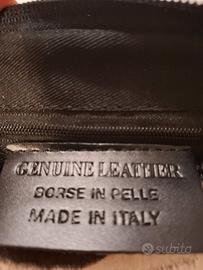 GENUINE LEATHER
BORSE IN PELLE
MADE IN ITALY
subito